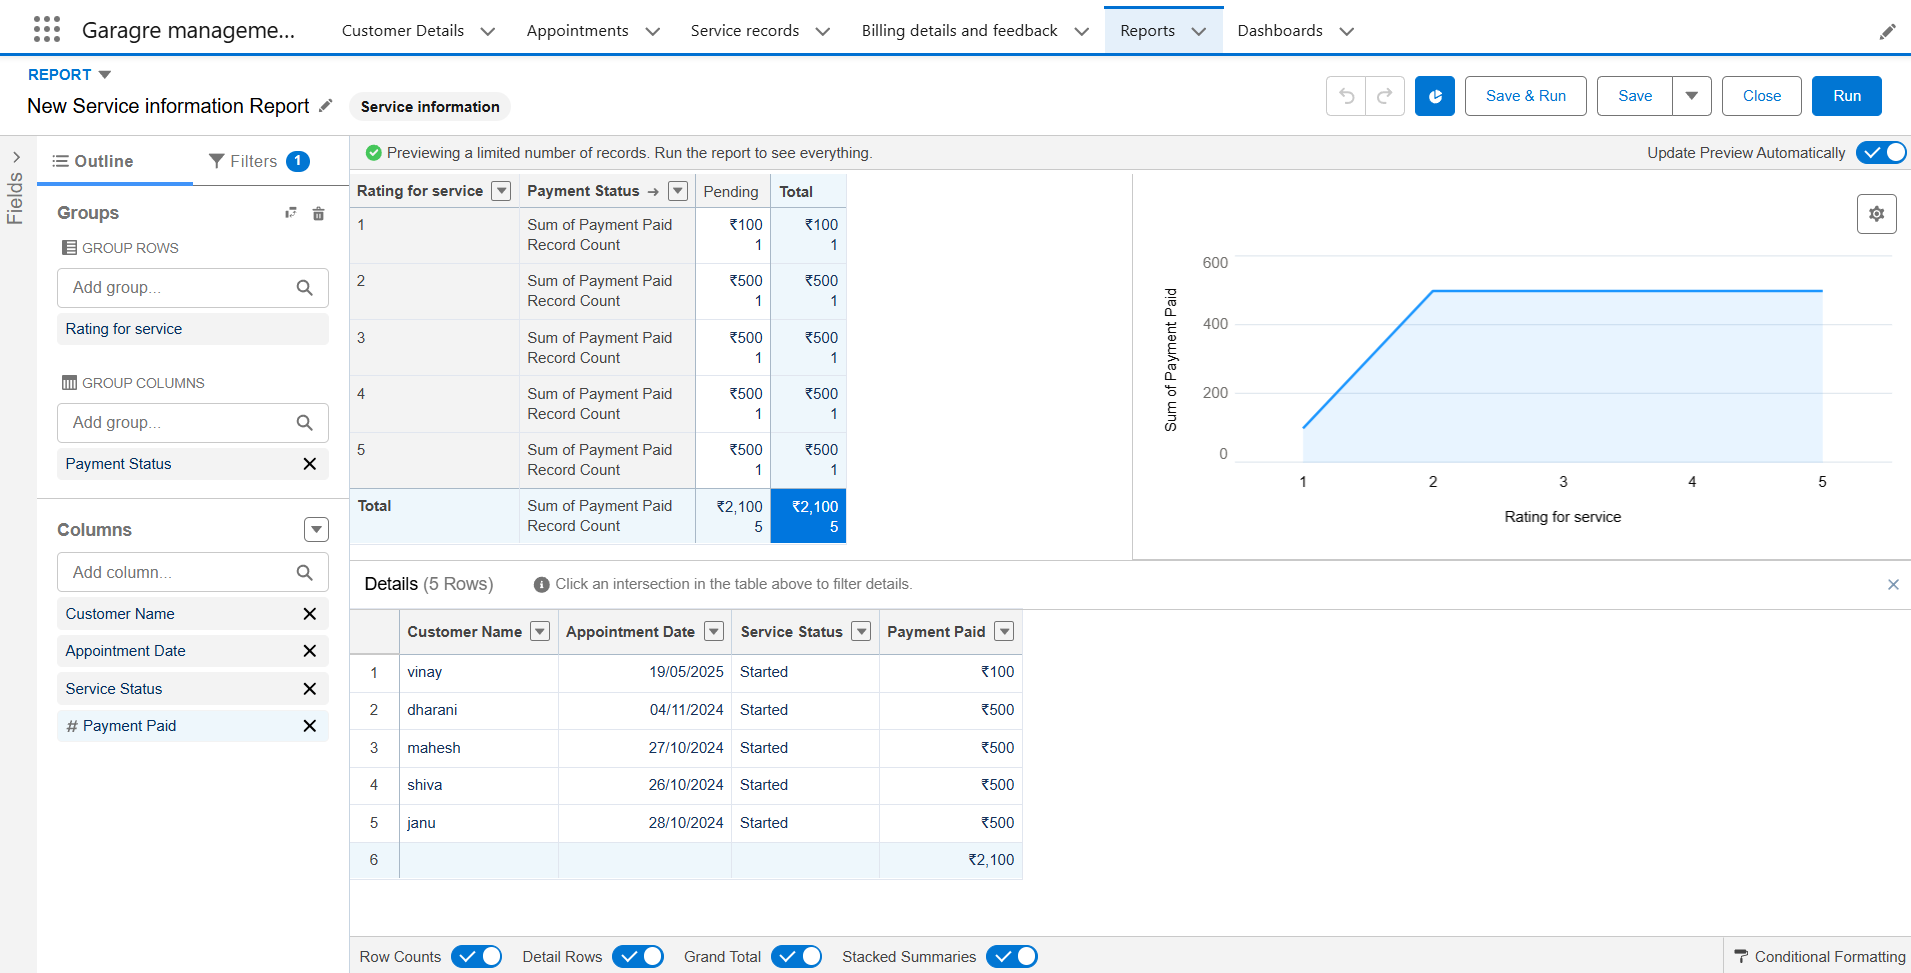 Garagre manageme...
Customer Details
Appointments
Service records
Billing details and feedback
Reports
Dashboards
REPORT
New Service information Report
Service information
Save & Run
Save
Close
Run
Fields
Outline
Filters 1
Groups
GROUP ROWS
Add group...
Rating for service
GROUP COLUMNS
Add group...
Payment Status
Columns
Add column...
Customer Name
Appointment Date
Service Status
# Payment Paid
Previewing a limited number of records. Run the report to see everything.
Update Preview Automatically
Rating for service Payment Status → Pending Total
1 Sum of Payment Paid ₹100 ₹100
Record Count 1 1
2 Sum of Payment Paid ₹500 ₹500
Record Count 1 1
3 Sum of Payment Paid ₹500 ₹500
Record Count 1 1
4 Sum of Payment Paid ₹500 ₹500
Record Count 1 1
5 Sum of Payment Paid ₹500 ₹500
Record Count 1 1
Total Sum of Payment Paid ₹2,100 ₹2,100
Record Count 5 5
Sum of Payment Paid
600
400
200
0
1 2 3 4 5
Rating for service
Details (5 Rows)
Click an intersection in the table above to filter details.
Customer Name Appointment Date Service Status Payment Paid
1 vinay 19/05/2025 Started ₹100
2 dharani 04/11/2024 Started ₹500
3 mahesh 27/10/2024 Started ₹500
4 shiva 26/10/2024 Started ₹500
5 janu 28/10/2024 Started ₹500
6 ₹2,100
Row Counts
Detail Rows
Grand Total
Stacked Summaries
Conditional Formatting